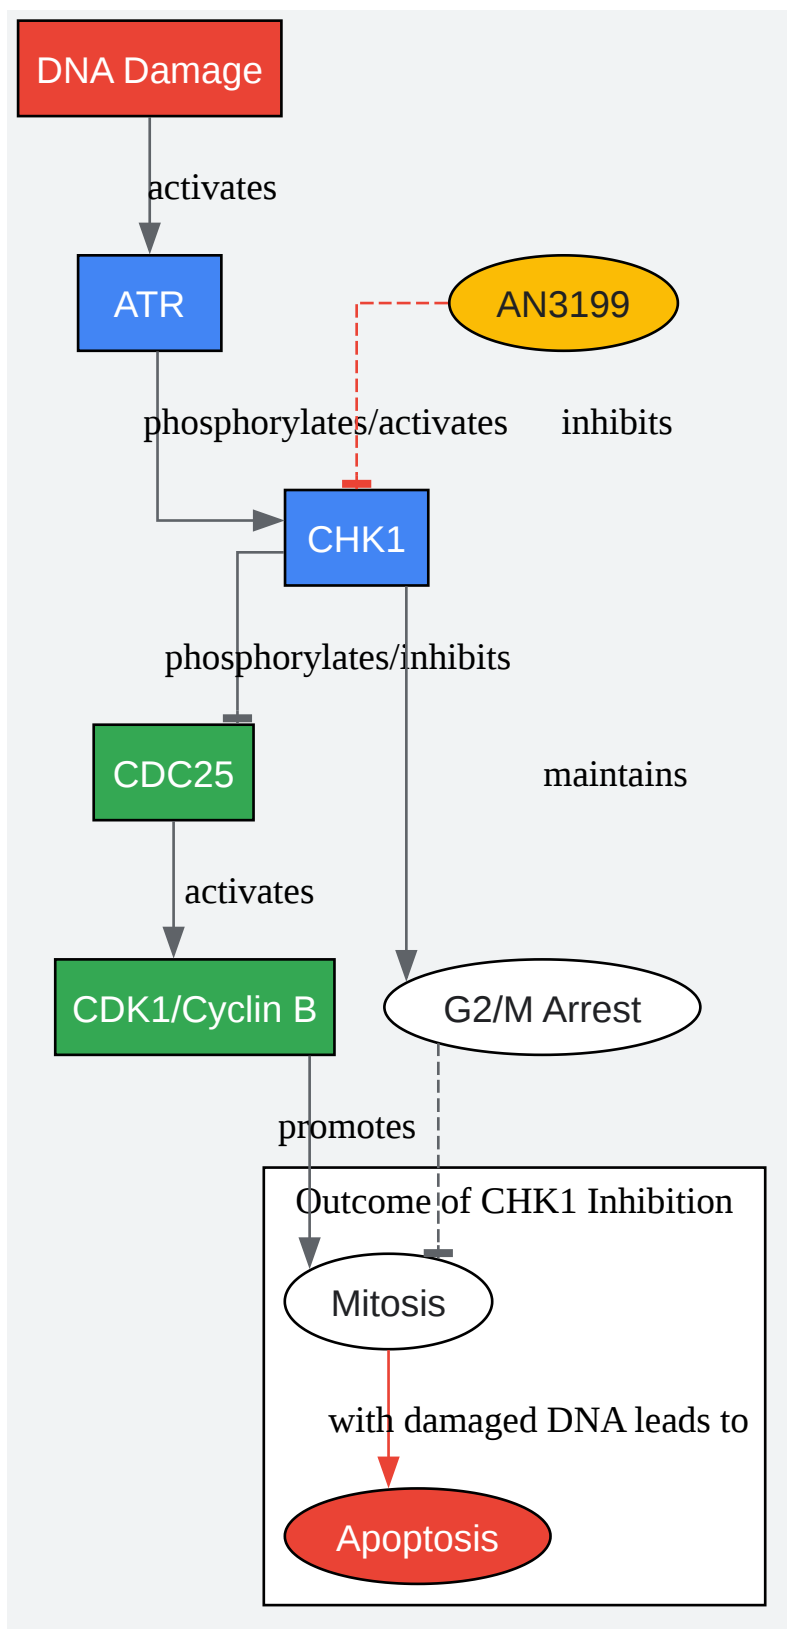 DNA Damage
activates
ATR
AN3199
phosphorylates/activates
inhibits
CHK1
phosphorylates/inhibits
CDC25
maintains
activates
CDK1/Cyclin B
G2/M Arrest
promotes
Outcome of CHK1 Inhibition
Mitosis
with damaged DNA leads to
Apoptosis